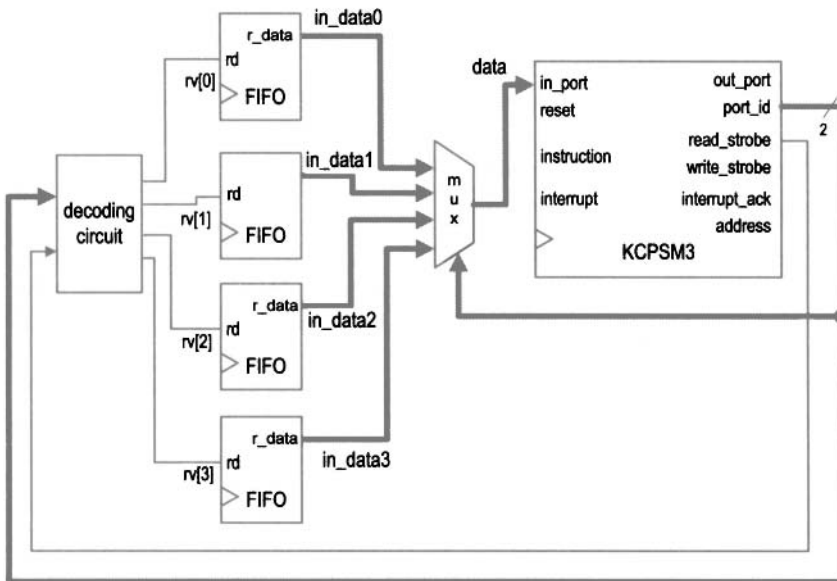 in_data0
r_data
rd
rv[0]
FIFO
in_data1
rd
rv[1]
FIFO
decoding
circuit
r_data
in_data2
rd
rv[2]
FIFO
r_data
in_data3
rd
rv[3]
FIFO
m
u
x
data
in_port
reset
instruction
interrupt
out_port
port_id
2
read_strobe
write_strobe
interrupt_ack
address
KCPSM3